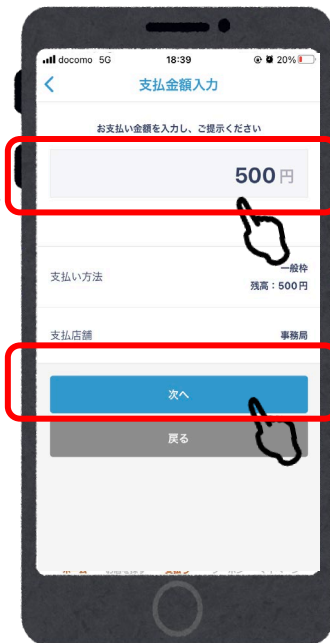 docomo 5G 18:39 20%
支払金額入力
お支払い金額を入力し、ご提示ください
500円
支払い方法
一般枠
残高：500円
支払店舗 事務局
次へ
戻る